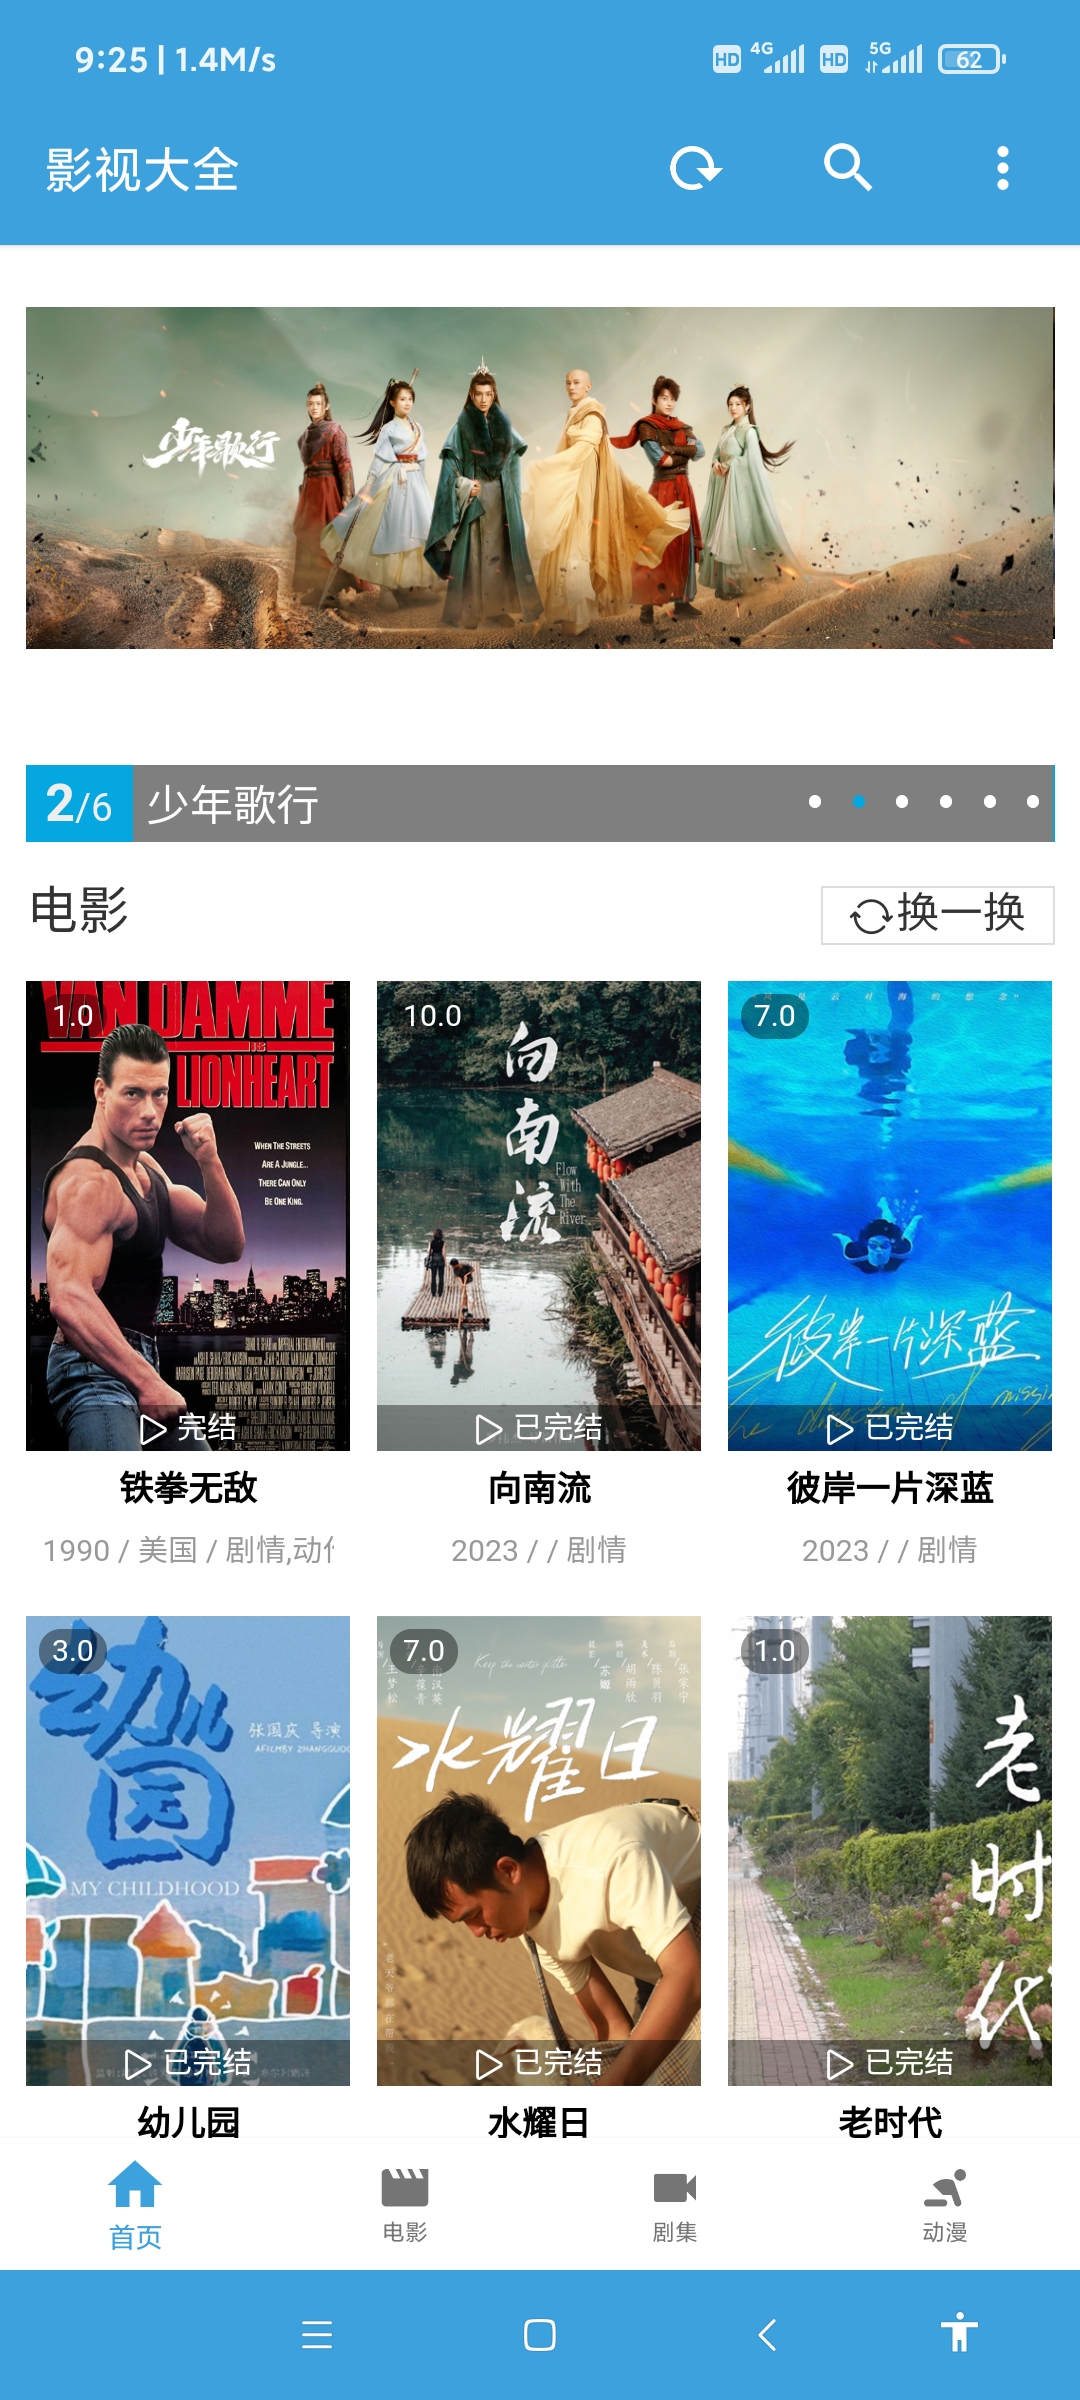 9:25 | 1.4M/s
HD 4G HD 5G 62
影视大全
少年歌行
2/6 少年歌行
电影
换一换
1.0
VAN DAMME
IS
LIONHEART
WHEN THE STREETS
ARE A JUNGLE...
THERE CAN ONLY
BE ONE KING.
完结
铁拳无敌
1990 / 美国 / 剧情,动
10.0
向南流
Flow
With
The
River
已完结
向南流
2023 / / 剧情
7.0
彼岸一片深蓝
已完结
彼岸一片深蓝
2023 / / 剧情
3.0
幼儿园
张国庆 导演
A FILM BY ZHANGGUO
MY CHILDHOOD
已完结
幼儿园
7.0
水耀日
已完结
水耀日
1.0
老时代
已完结
老时代
首页
电影
剧集
动漫